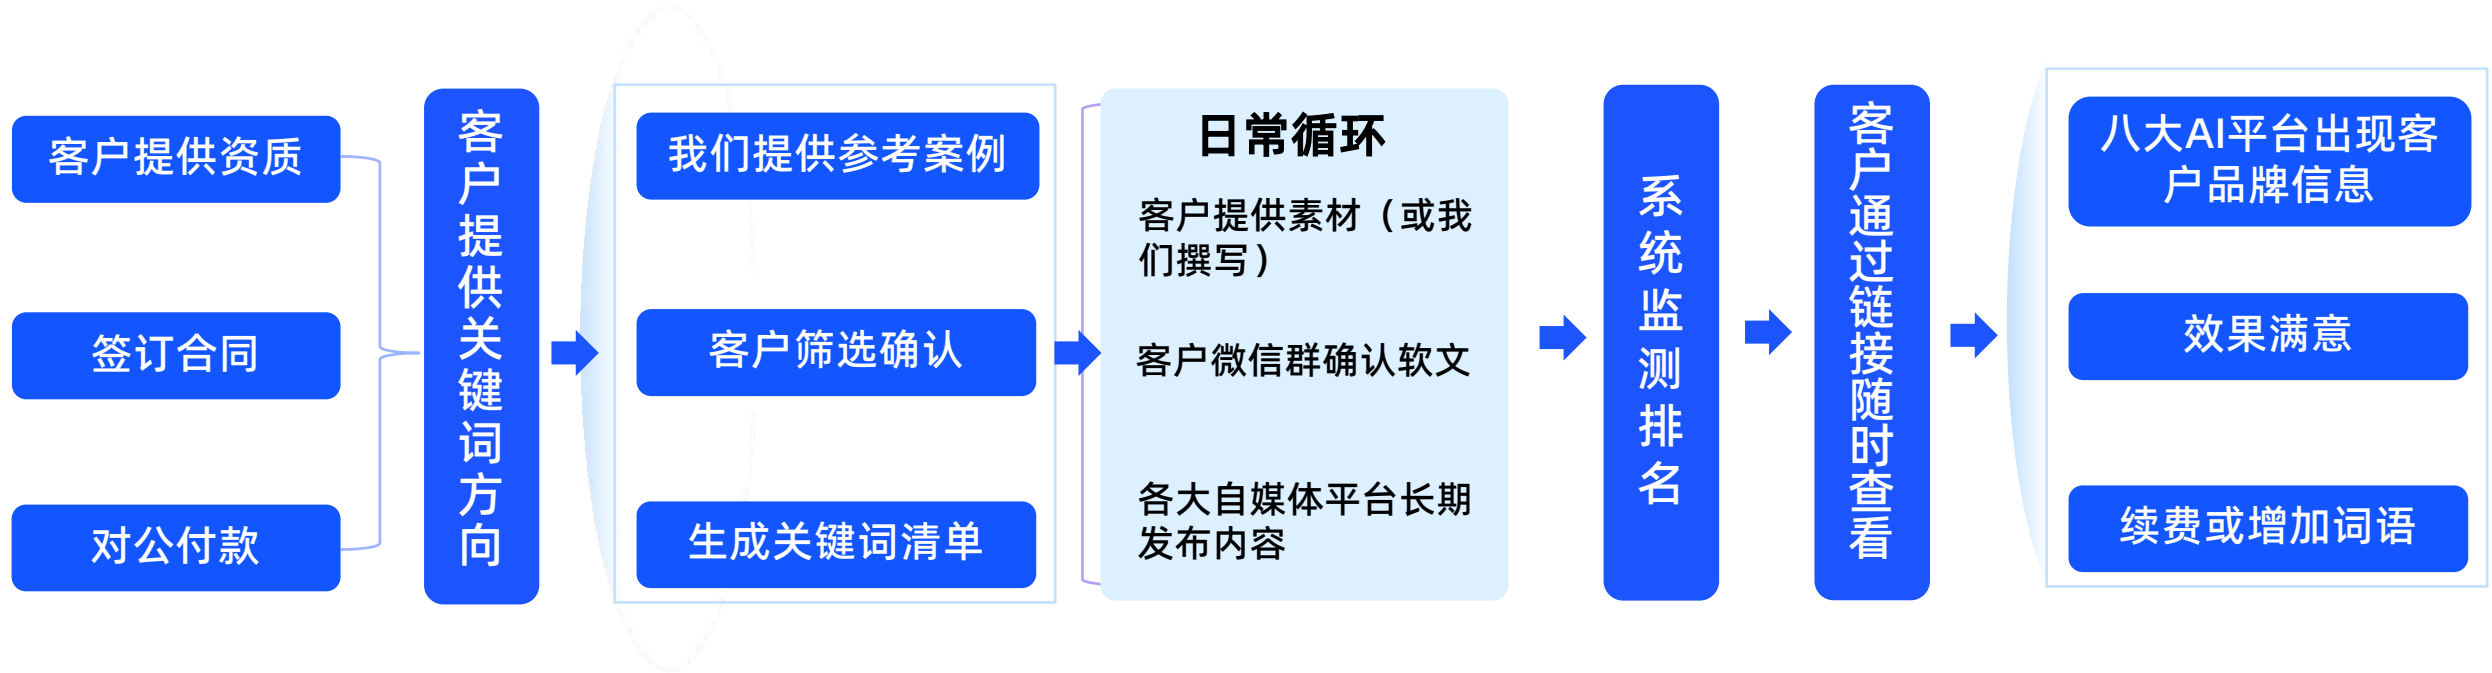 客户提供资质
签订合同
对公付款
客户提供关键词方向
我们提供参考案例
客户筛选确认
生成关键词清单
日常循环
客户提供素材（或我
们撰写）
客户微信群确认软文
各大自媒体平台长期
发布内容
系统监测排名
客户通过链接随时查看
八大AI平台出现客
户品牌信息
效果满意
续费或增加词语